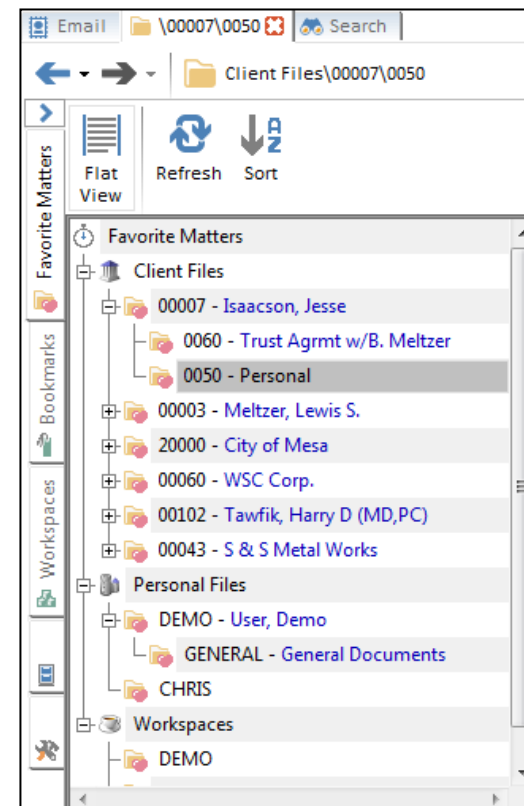 Email
\00007\0050
Search
Client Files\00007\0050
Favorite Matters
Bookmarks
Workspaces
Flat View
Refresh
Sort
A
Z
Favorite Matters
Client Files
00007 - Isaacson, Jesse
0060 - Trust Agrmt w/B. Meltzer
0050 - Personal
00003 - Meltzer, Lewis S.
20000 - City of Mesa
00060 - WSC Corp.
00102 - Tawfik, Harry D (MD,PC)
00043 - S & S Metal Works
Personal Files
DEMO - User, Demo
GENERAL - General Documents
CHRIS
Workspaces
DEMO